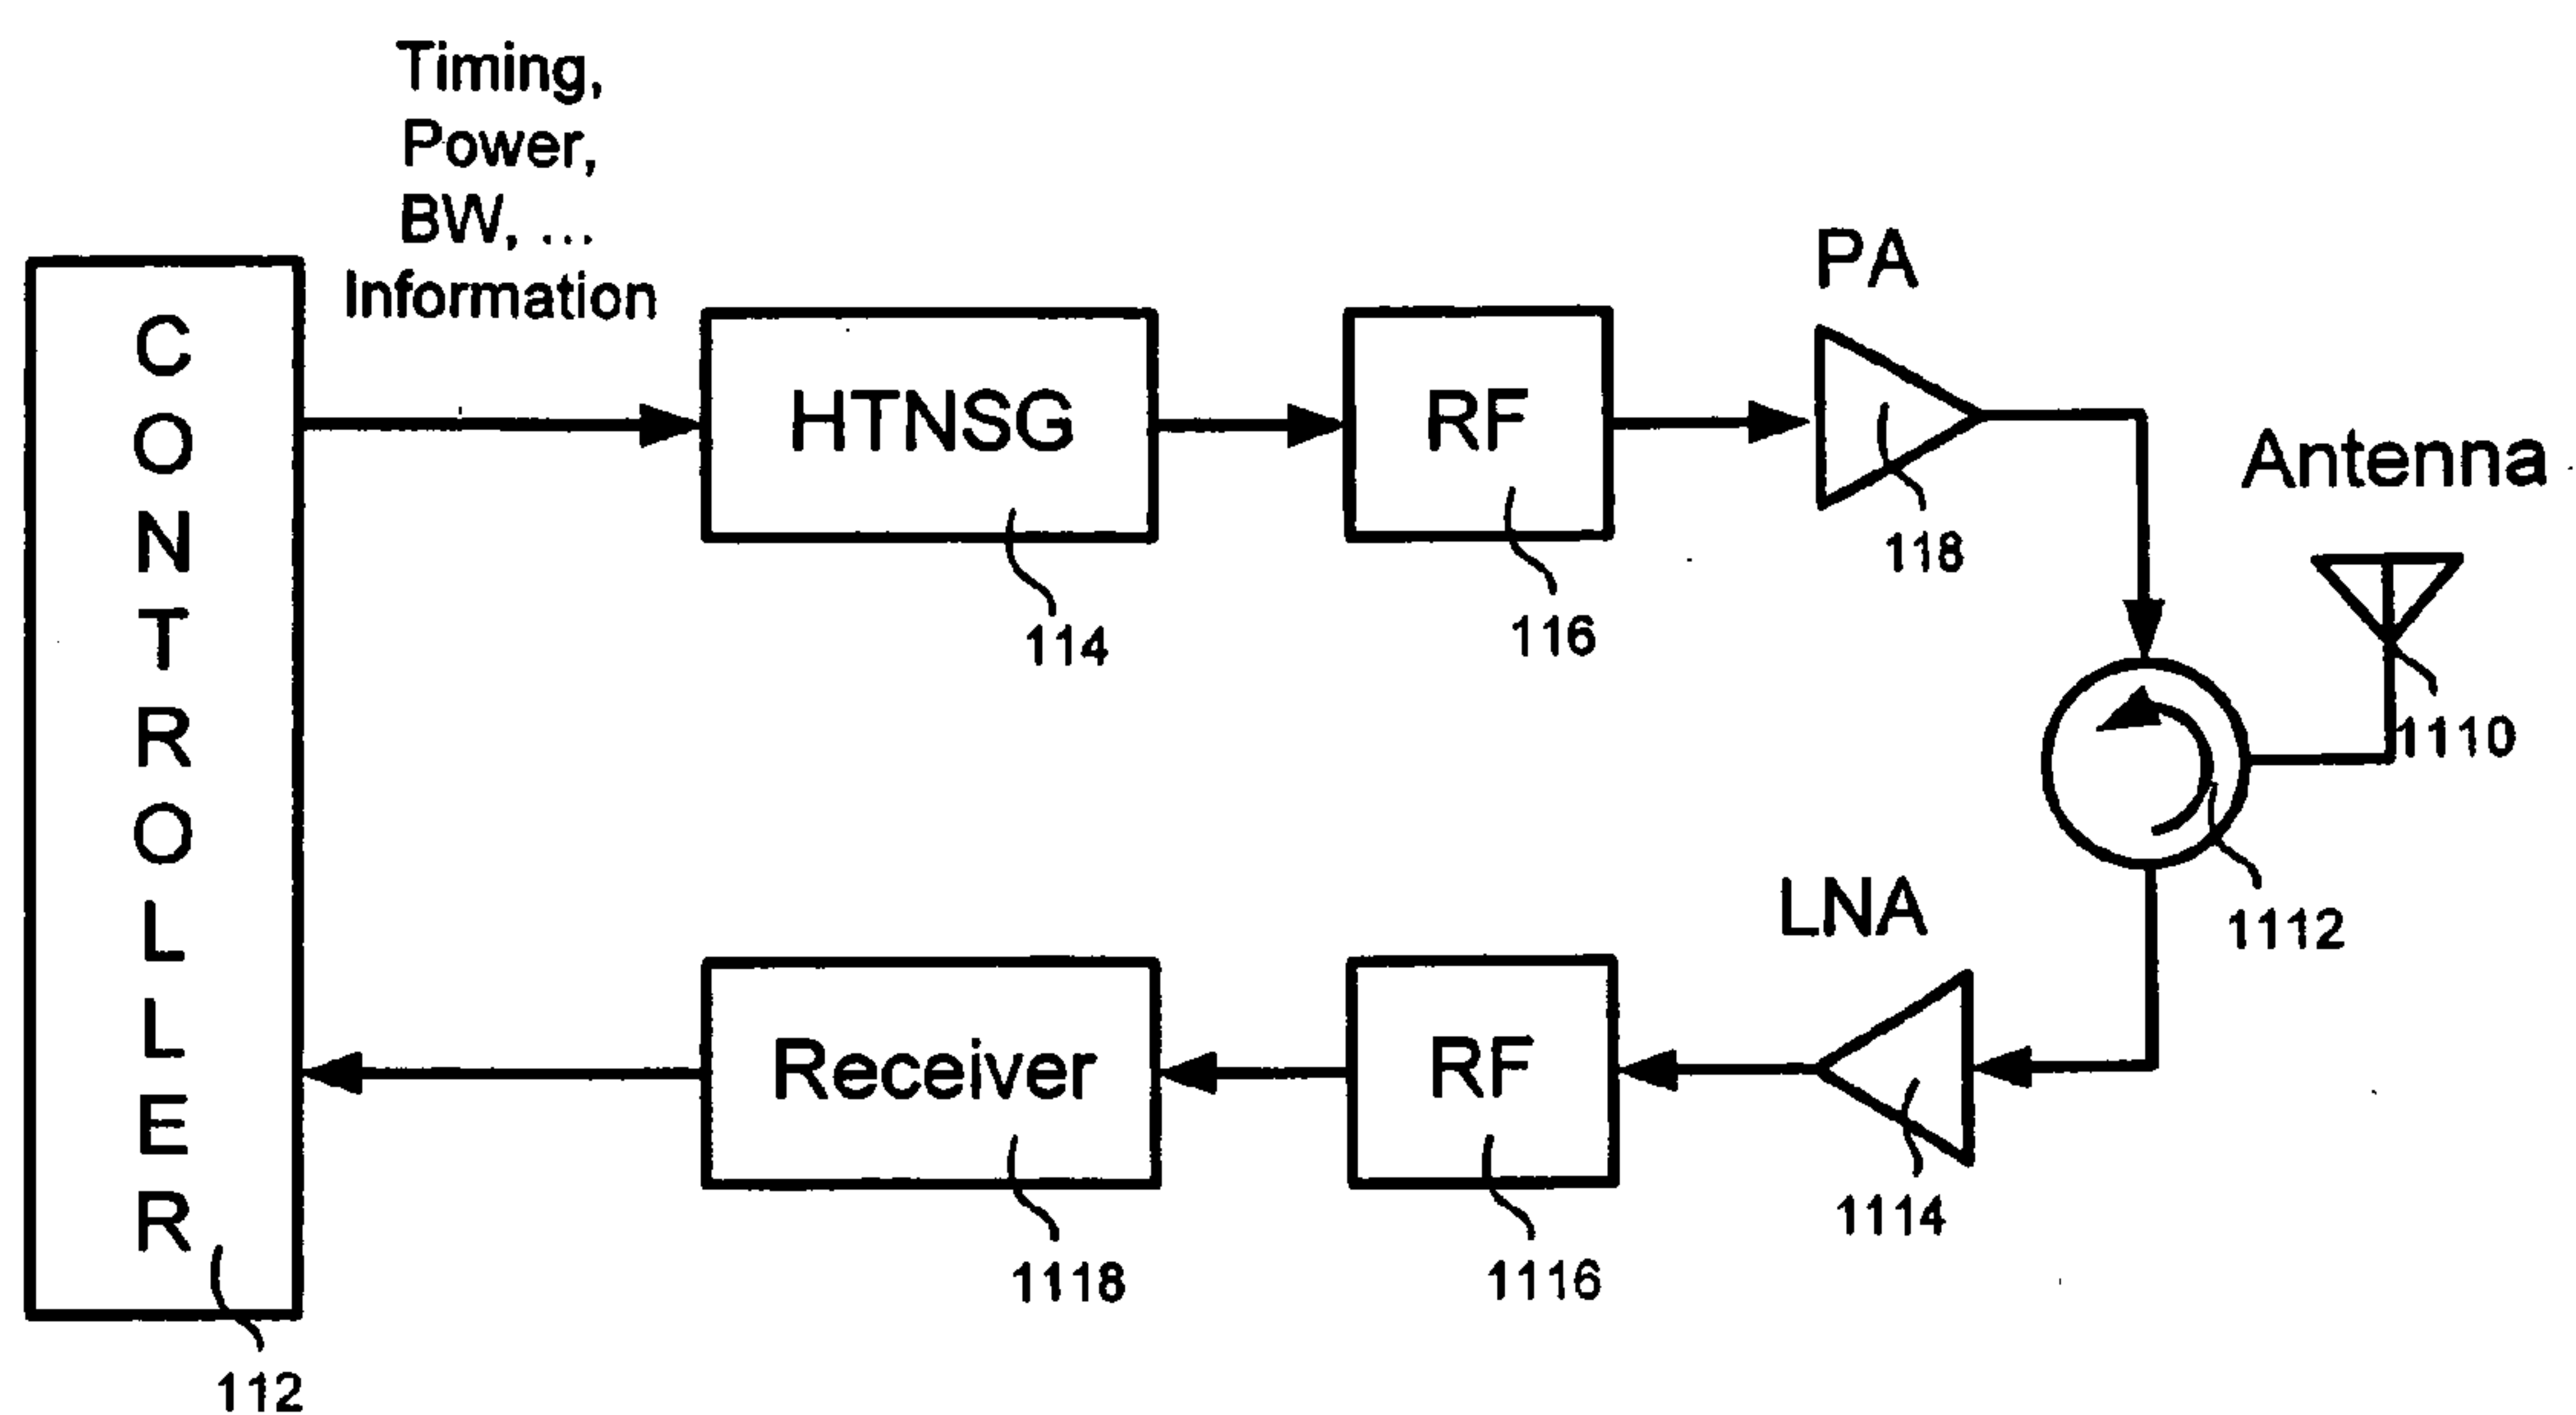 Timing,
Power,
BW, ...
Information
CONTROLLER
112
HTNSG
114
RF
116
PA
118
Antenna
1110
1112
LNA
1114
RF
1116
Receiver
1118